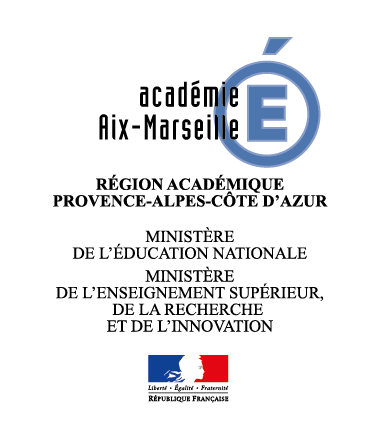 académie
Aix-Marseille
É
RÉGION ACADÉMIQUE
PROVENCE-ALPES-CÔTE D'AZUR
MINISTÈRE
DE L'ÉDUCATION NATIONALE
MINISTÈRE
DE L'ENSEIGNEMENT SUPÉRIEUR,
DE LA RECHERCHE
ET DE L'INNOVATION
Liberté • Égalité • Fraternité
RÉPUBLIQUE FRANÇAISE